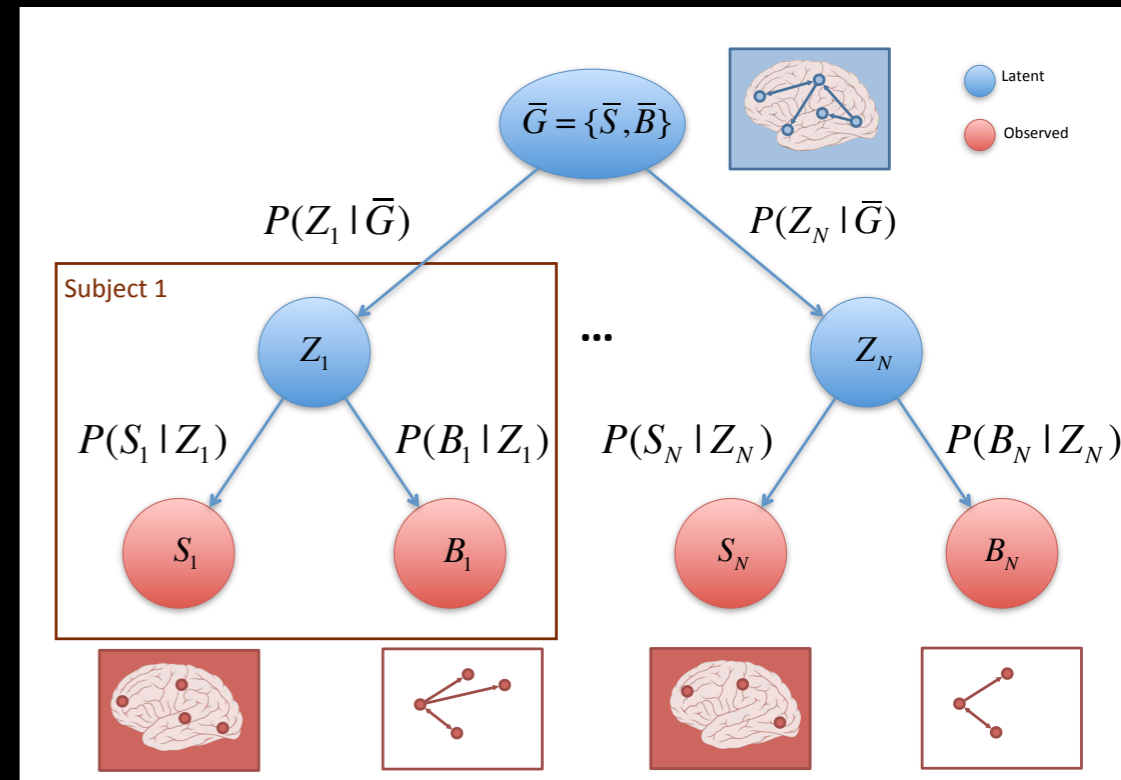 G̅ = {S̅, B̅}
Latent
Observed
P(Z₁ | G̅)
P(Z_N | G̅)
Subject 1
Z₁
...
Z_N
P(S₁ | Z₁)
P(B₁ | Z₁)
P(S_N | Z_N)
P(B_N | Z_N)
S₁
B₁
S_N
B_N